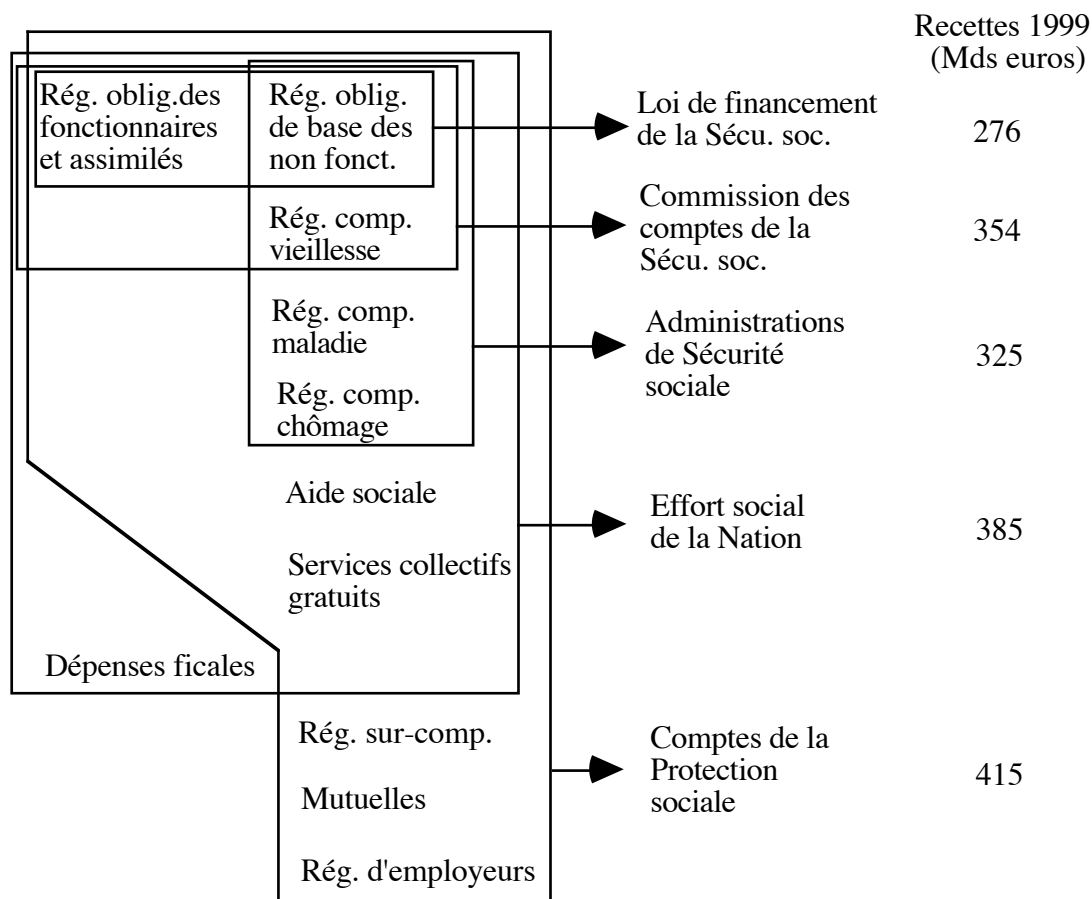 Recettes 1999
(Mds euros)
Rég. oblig.des
fonctionnaires
et assimilés
Rég. oblig.
de base des
non fonct.
Loi de financement
de la Sécu. soc.
276
Rég. comp.
vieillesse
Commission des
comptes de la
Sécu. soc.
354
Rég. comp.
maladie
Rég. comp.
chômage
Administrations
de Sécurité
sociale
325
Aide sociale
Services collectifs
gratuits
Effort social
de la Nation
385
Dépenses ficales
Rég. sur-comp.
Mutuelles
Rég. d'employeurs
Comptes de la
Protection
sociale
415